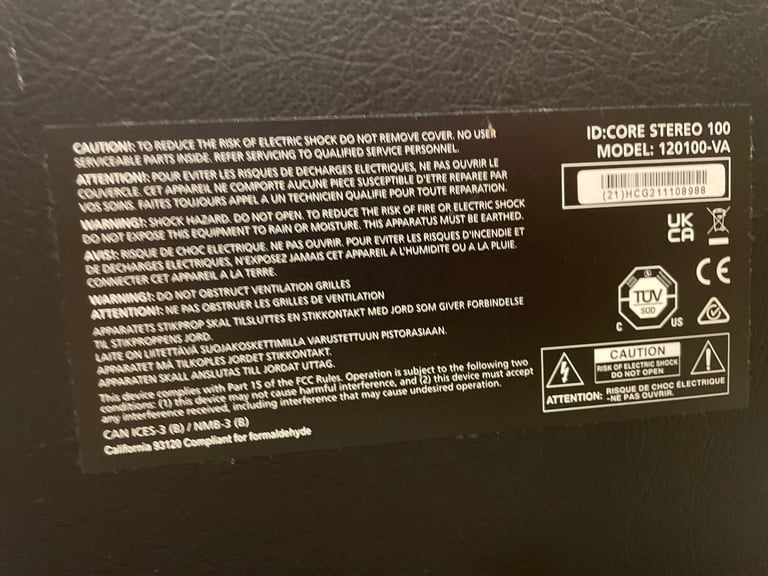 CAUTION!: TO REDUCE THE RISK OF ELECTRIC SHOCK DO NOT REMOVE COVER. NO USER
SERVICEABLE PARTS INSIDE. REFER SERVICING TO QUALIFIED SERVICE PERSONNEL.
ATTENTION!: POUR EVITER LES RISQUES DE DECHARGES ELECTRIQUES, NE PAS OUVRIR LE
COUVERCLE. CET APPAREIL NE COMPORTE AUCUNE PIECE SUSCEPTIBLE D'ETRE REPAREE PAR
VOS SOINS. FAITES TOUJOURS APPEL A UN TECHNICIEN QUALIFIE POUR TOUTE REPARATION.
WARNING!: SHOCK HAZARD. DO NOT OPEN. TO REDUCE THE RISK OF FIRE OR ELECTRIC SHOCK
DO NOT EXPOSE THIS EQUIPMENT TO RAIN OR MOISTURE. THIS APPARATUS MUST BE EARTHED.
AVIS!: RISQUE DE CHOC ELECTRIQUE. NE PAS OUVRIR. POUR EVITER LES RISQUES D'INCENDIE ET
DE DECHARGES ELECTRIQUES, N'EXPOSEZ JAMAIS CET APPAREIL A L'HUMIDITE OU A LA PLUIE.
CONNECTER CET APPAREIL A LA TERRE.
WARNING!: DO NOT OBSTRUCT VENTILATION GRILLES
ATTENTION!: NE PAS OBSTRUER LES GRILLES DE VENTILATION
APPARATETS STIKPROP SKAL TILSLUTTES EN STIKKONTAKT MED JORD SOM GIVER FORBINDELSE
TIL STIKPROPPENS JORD.
LAITE ON LIITETTAVA SUOJAKOSKETTIMILLA VARUSTETTUUN PISTORASIAAN.
APPARATET MÅ TILKOPLES JORDET STIKKONTAKT.
APPARATEN SKALL ANSLUTAS TILL JORDAT UTTAG.
This device complies with Part 15 of the FCC Rules. Operation is subject to the following two
conditions: (1) this device may not cause harmful interference, and (2) this device must accept
any interference received, including interference that may cause undesired operation.
CAN ICES-3 (B) / NMB-3 (B)
California 93120 Compliant for formaldehyde
ID:CORE STEREO 100
MODEL: 120100-VA
(21)HCG211108988
UK
CA
CE
TÜV
SÜD
C US
CAUTION
RISK OF ELECTRIC SHOCK
DO NOT OPEN
ATTENTION: RISQUE DE CHOC ÉLECTRIQUE
-NE PAS OUVRIR.